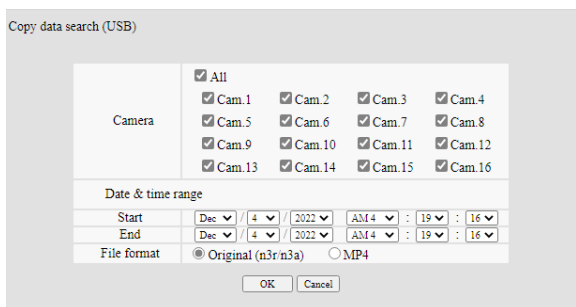 Copy data search (USB)
All
Cam.1 Cam.2 Cam.3 Cam.4
Camera Cam.5 Cam.6 Cam.7 Cam.8
Cam.9 Cam.10 Cam.11 Cam.12
Cam.13 Cam.14 Cam.15 Cam.16
Date & time range
Start Dec / 4 / 2022 AM 4 : 19 : 16
End Dec / 4 / 2022 AM 4 : 19 : 16
File format Original (n3r/n3a) MP4
OK Cancel